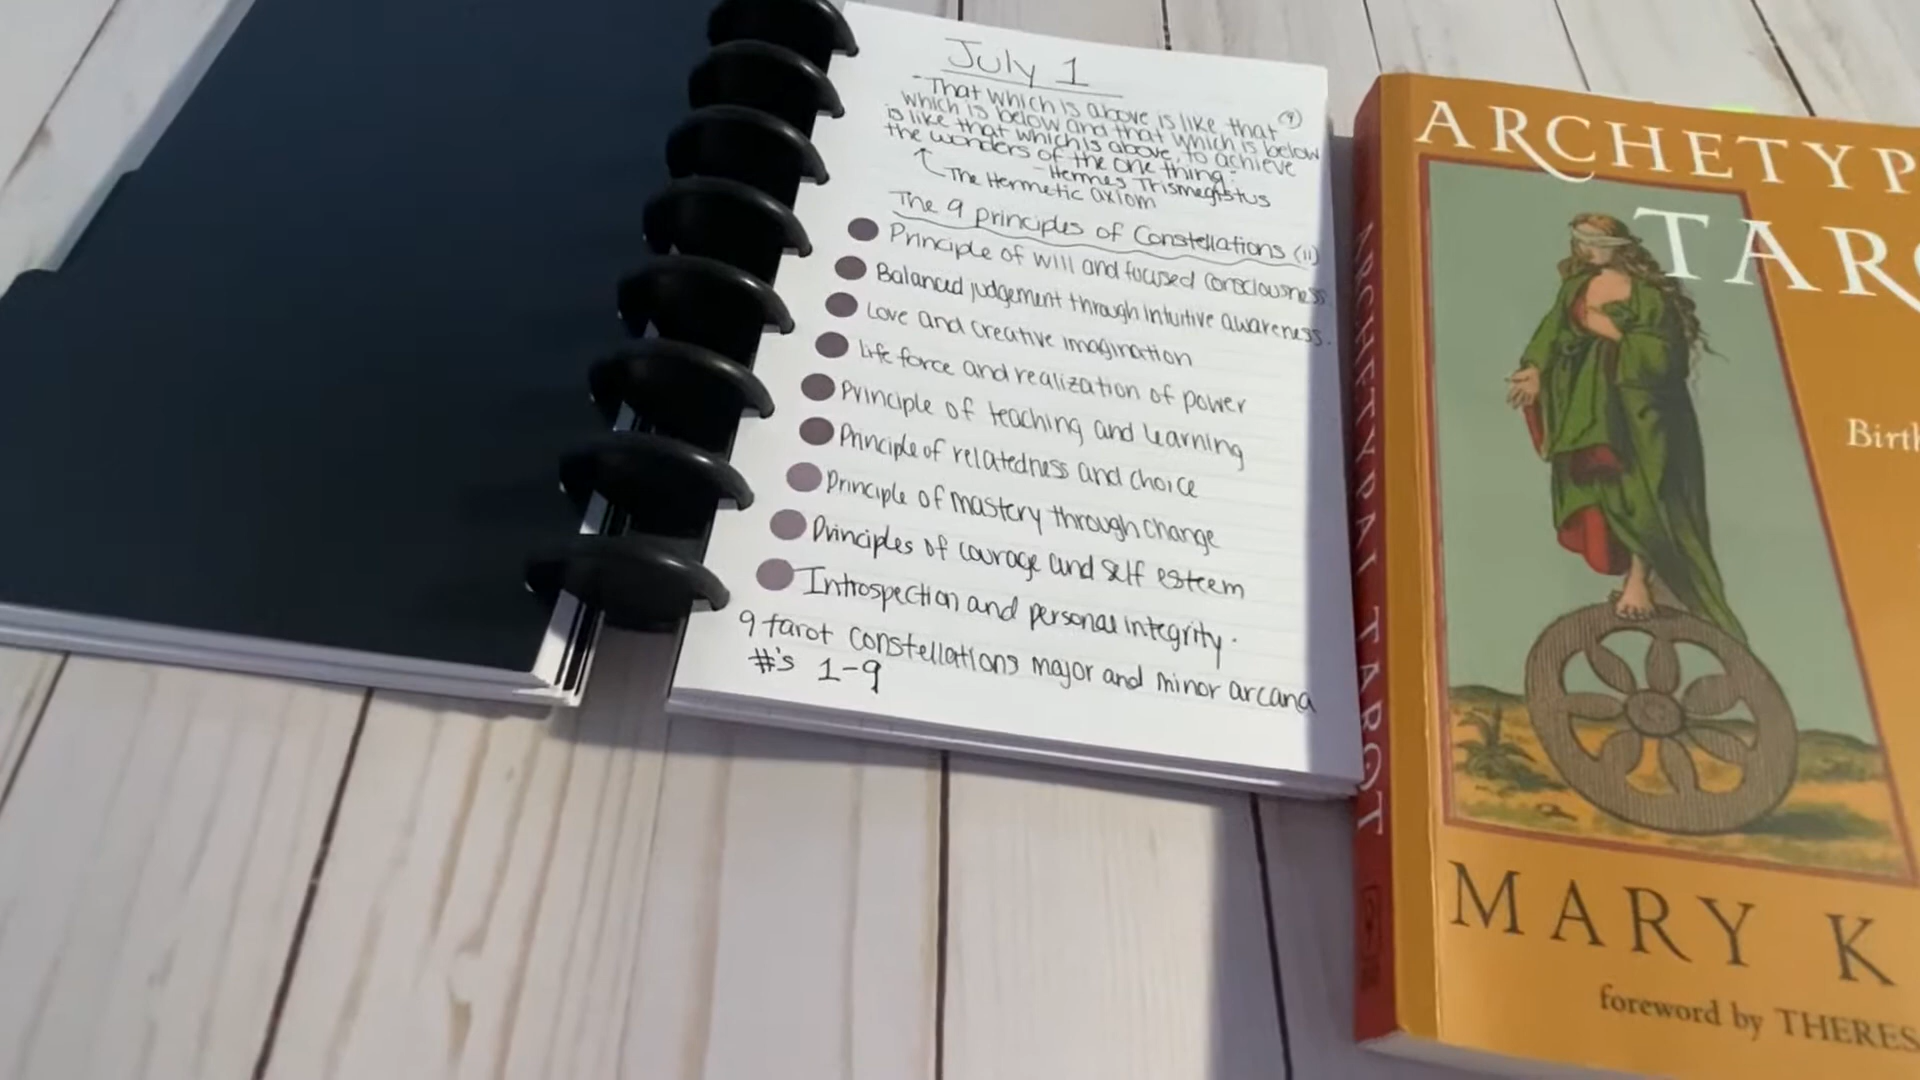 July 1
"That which is above is like that (9)
which is below and that which is below
is like that which is above, to achieve
the wonders of the one thing."
- Hermes Trismegistus
The Hermetic axiom
The 9 principles of Constellations (11)
Principle of will and focused consciousness
Balanced judgement through intuitive awareness.
Love and creative imagination
life force and realization of power
Principle of teaching and learning
Principle of relatedness and choice
Principle of mastery through change
Principles of courage and self esteem
Introspection and personal integrity.
9 tarot constellations major and minor arcana
#'s 1-9
ARCHETYPAL TAROT
ARCHETYP
TARO
Birth
MARY K
foreword by THERES